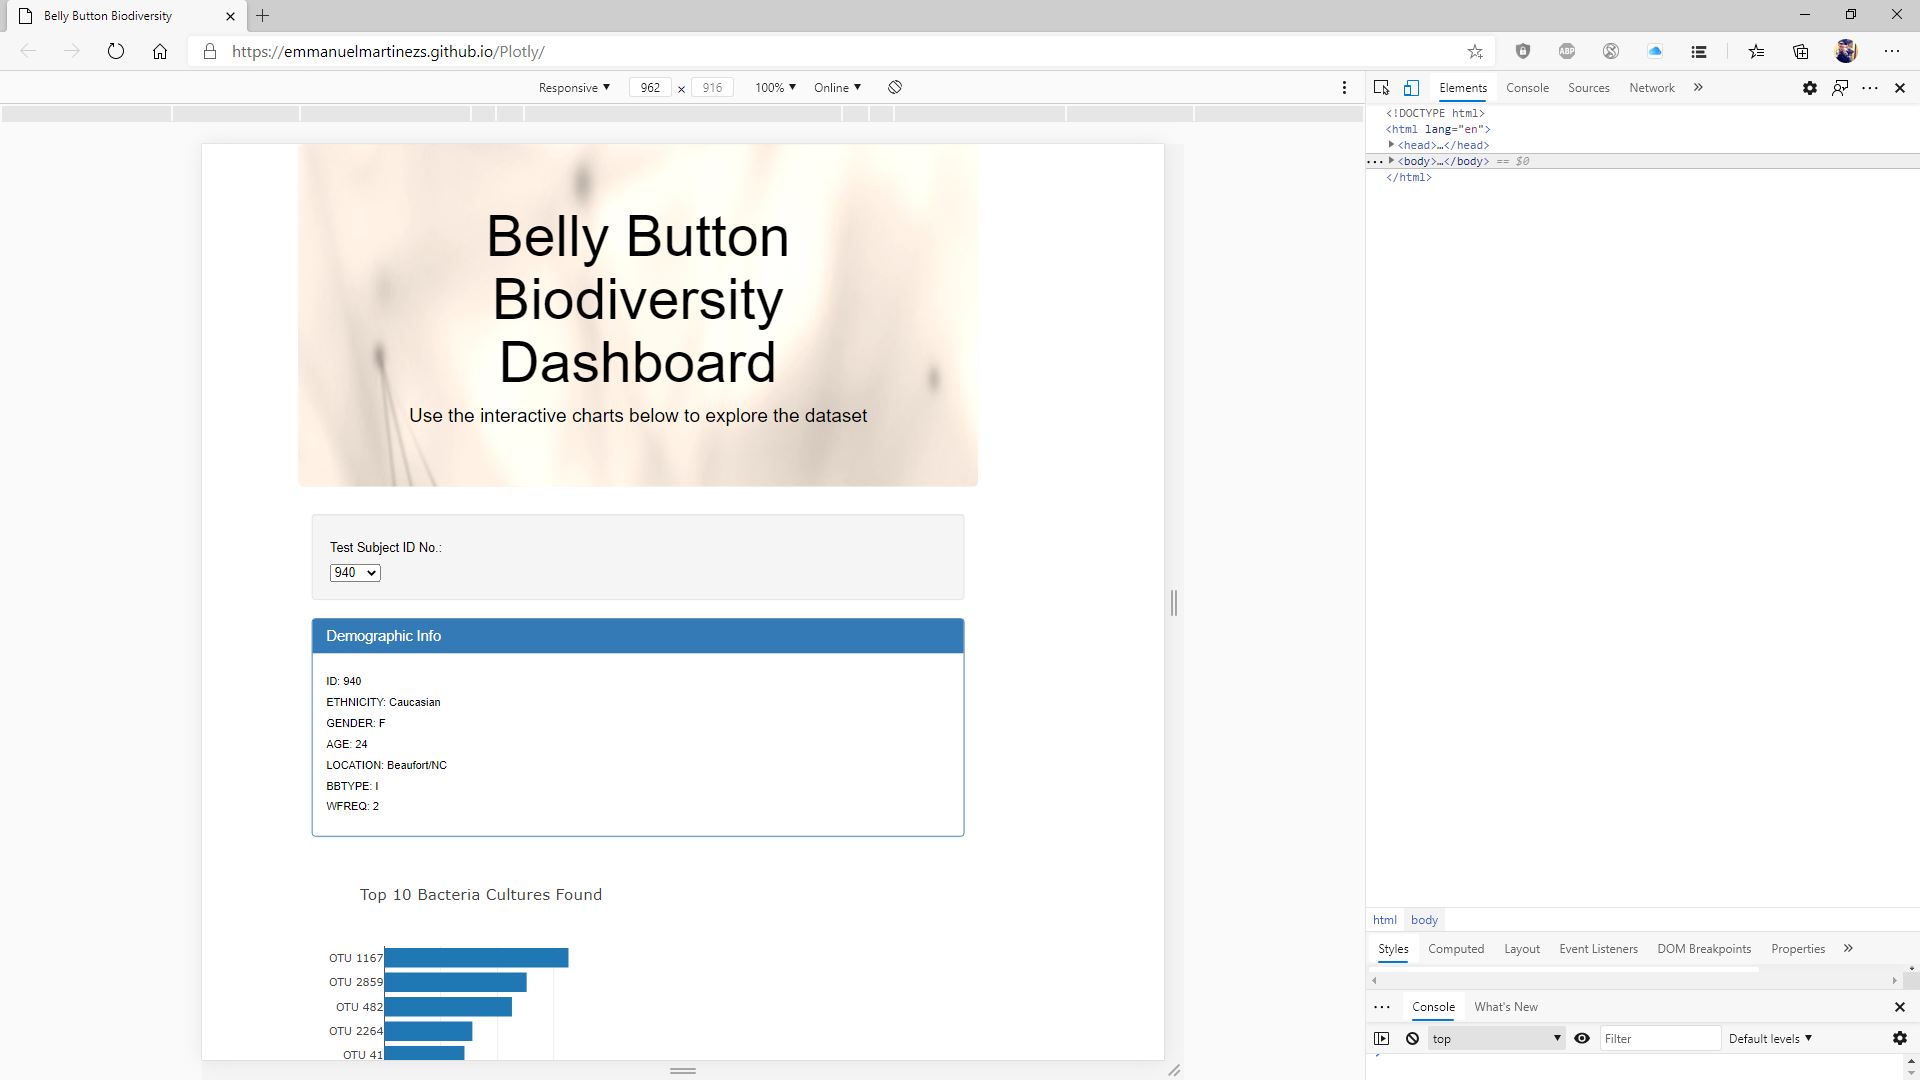 Belly Button Biodiversity
https://emmanuelmartinezs.github.io/Plotly/
ABP
Responsive ▼ 962 × 916 100% ▼ Online ▼
Elements Console Sources Network »
<!DOCTYPE html>
<html lang="en">
<head>…</head>
<body>…</body> == $0
</html>
Belly Button
Biodiversity
Dashboard
Use the interactive charts below to explore the dataset
Test Subject ID No.:
940
Demographic Info
ID: 940
ETHNICITY: Caucasian
GENDER: F
AGE: 24
LOCATION: Beaufort/NC
BBTYPE: I
WFREQ: 2
Top 10 Bacteria Cultures Found
OTU 1167
OTU 2859
OTU 482
OTU 2264
OTU 41
html body
Styles Computed Layout Event Listeners DOM Breakpoints Properties »
Console What's New
top Filter Default levels ▼